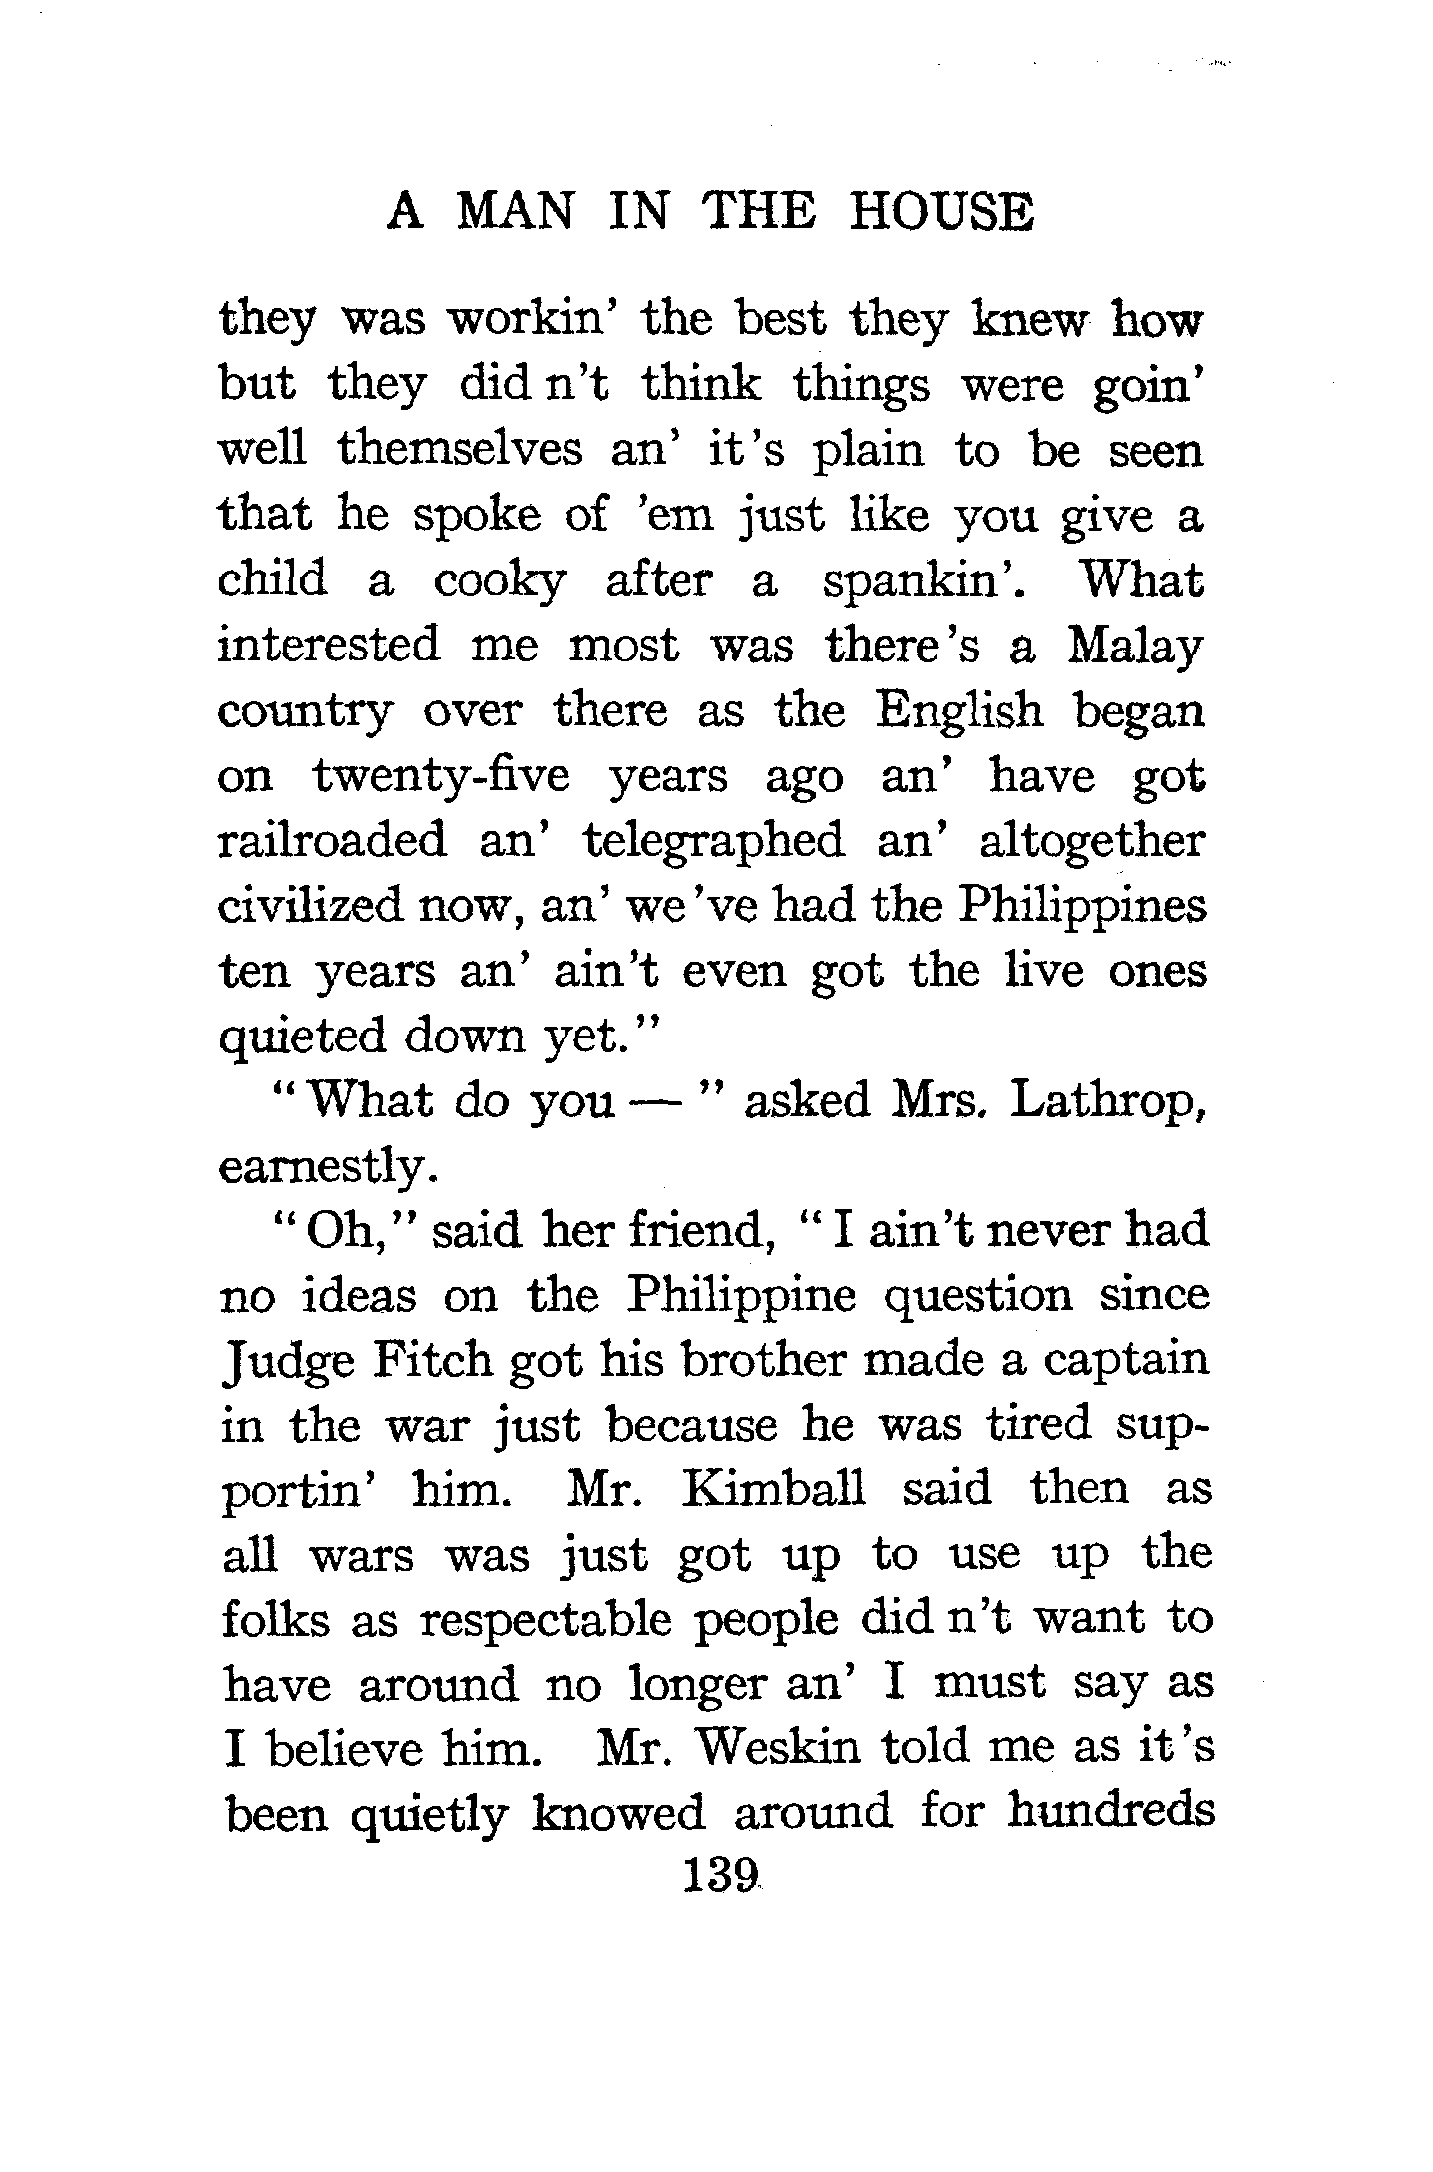 A MAN IN THE HOUSE
they was workin' the best they knew how
but they did n't think things were goin'
well themselves an' it's plain to be seen
that he spoke of 'em just like you give a
child a cooky after a spankin'. What
interested me most was there's a Malay
country over there as the English began
on twenty-five years ago an' have got
railroaded an' telegraphed an' altogether
civilized now, an' we've had the Philippines
ten years an' ain't even got the live ones
quieted down yet."
"What do you — " asked Mrs. Lathrop,
earnestly.
"Oh," said her friend, "I ain't never had
no ideas on the Philippine question since
Judge Fitch got his brother made a captain
in the war just because he was tired sup-
portin' him. Mr. Kimball said then as
all wars was just got up to use up the
folks as respectable people did n't want to
have around no longer an' I must say as
I believe him. Mr. Weskin told me as it's
been quietly knowed around for hundreds
139